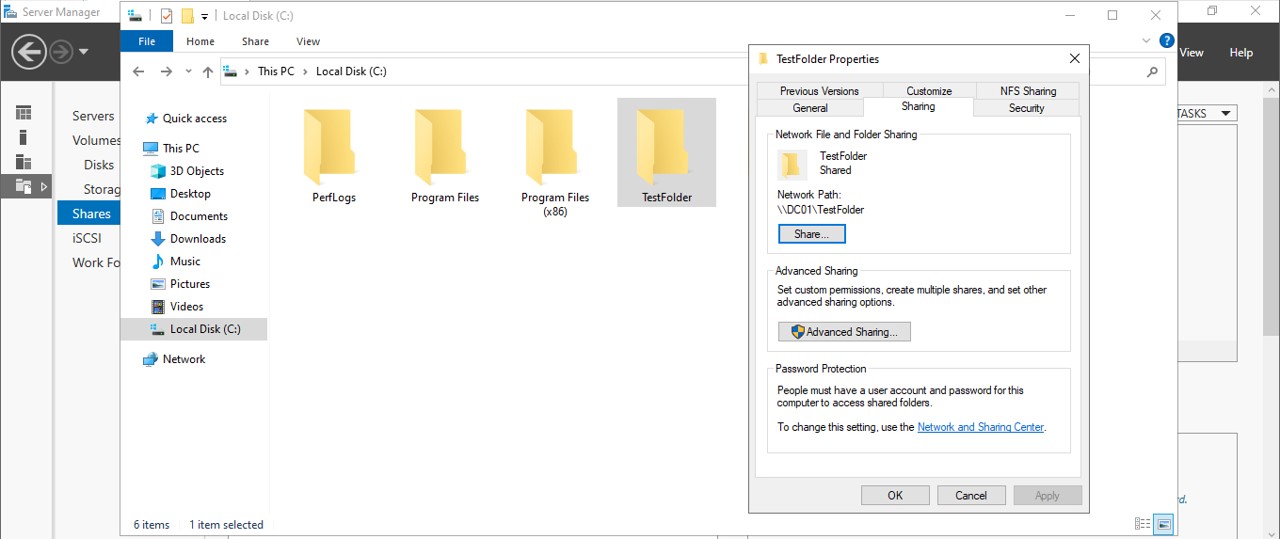 Server Manager
Local Disk (C:)
File
Home
Share
View
View
Help
This PC
Local Disk (C:)
Servers
Volumes
Disks
Shares
iSCSI
Quick access
This PC
3D Objects
Desktop
Documents
Downloads
Music
Pictures
Videos
Local Disk (C:)
Network
PerfLogs
Program Files
Program Files
(x86)
TestFolder
6 items
1 item selected
TestFolder Properties
Previous Versions
Customize
NFS Sharing
General
Sharing
Security
Network File and Folder Sharing
TestFolder
Shared
Network Path:
\\DC01\TestFolder
Share...
Advanced Sharing
Set custom permissions, create multiple shares, and set other
advanced sharing options.
Advanced Sharing...
Password Protection
People must have a user account and password for this
computer to access shared folders.
To change this setting, use the Network and Sharing Center.
OK
Cancel
Apply
TASKS